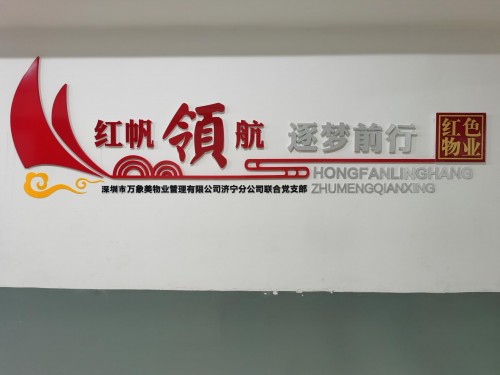 红帆領航 逐梦前行
红色
物业
HONGFANLINGHANG
ZHUMENGQIANXING
深圳市万象美物业管理有限公司济宁分公司联合党支部